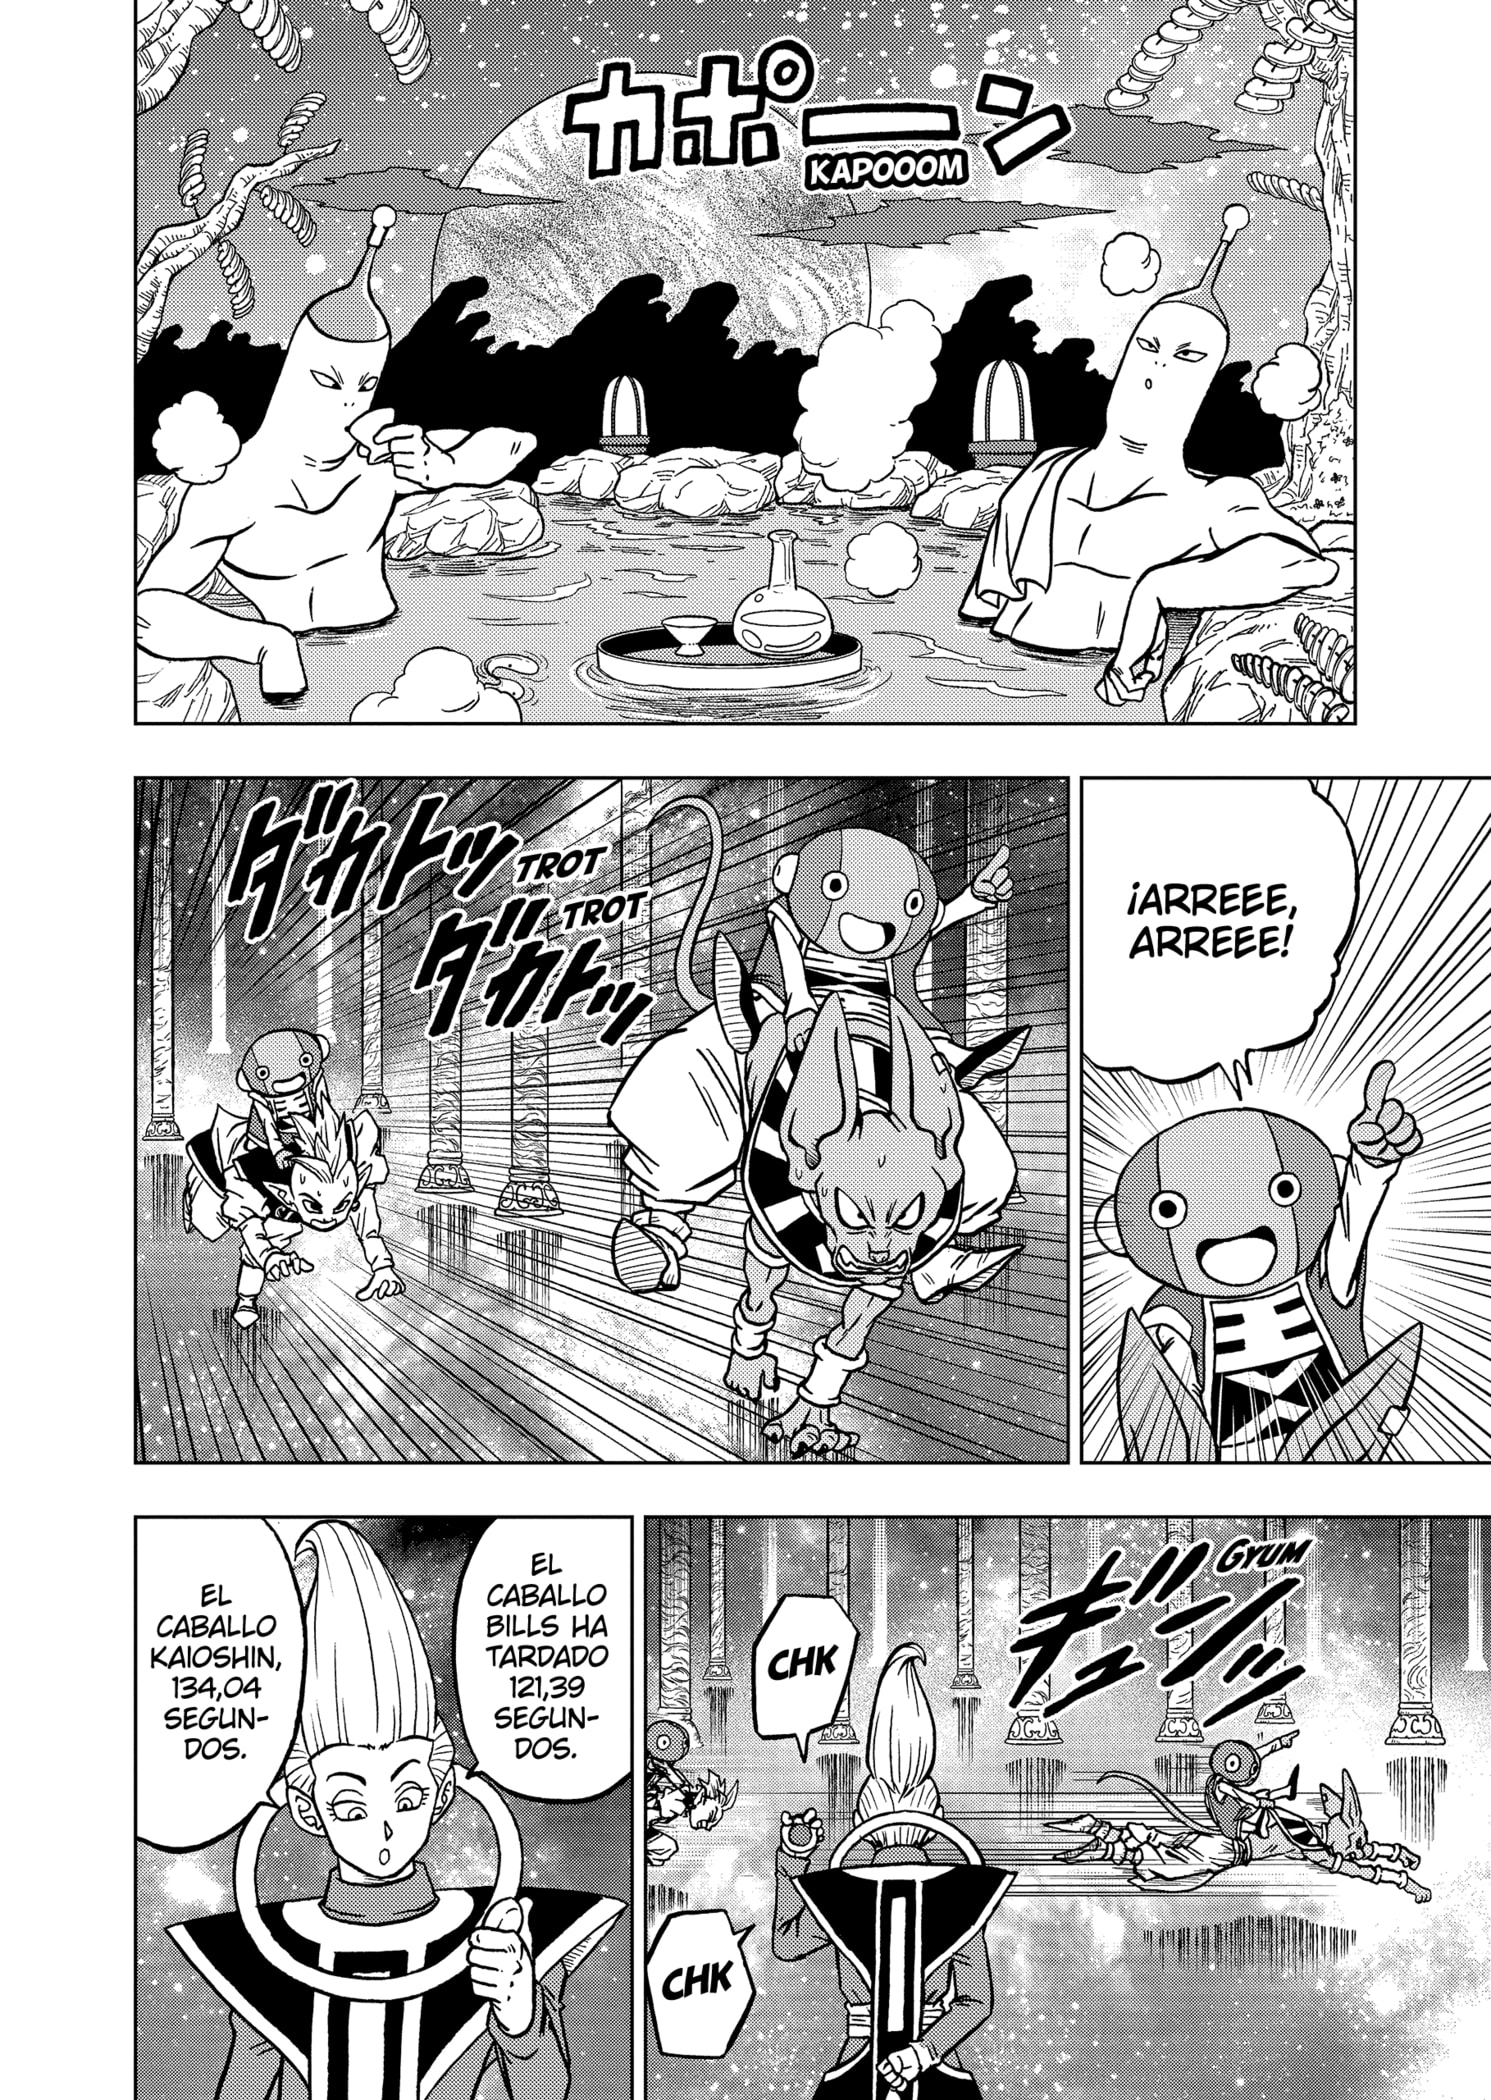 カポーン
KAPOOOM
¡ARREEE,
ARREEE!
ダカトッ
TROT
TROT
ダカトッ
CHK
ギューンッ
GYUM
CHK
EL
CABALLO
BILLS HA
TARDADO
121,39
SEGUN-
DOS.
EL
CABALLO
KAIOSHIN,
134,04
SEGUN-
DOS.